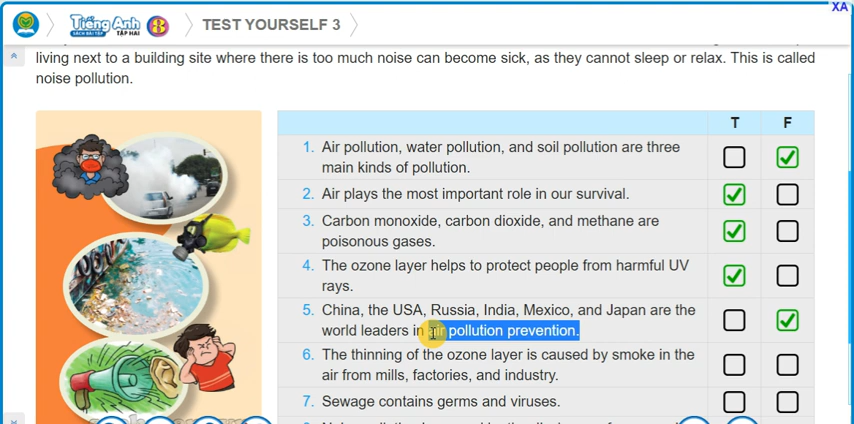 XA
Tiếng Anh 8
SÁCH BÀI TẬP TẬP HAI
TEST YOURSELF 3
living next to a building site where there is too much noise can become sick, as they cannot sleep or relax. This is called
noise pollution.
T F
1. Air pollution, water pollution, and soil pollution are three
main kinds of pollution.
2. Air plays the most important role in our survival.
3. Carbon monoxide, carbon dioxide, and methane are
poisonous gases.
4. The ozone layer helps to protect people from harmful UV
rays.
5. China, the USA, Russia, India, Mexico, and Japan are the
world leaders in air pollution prevention.
6. The thinning of the ozone layer is caused by smoke in the
air from mills, factories, and industry.
7. Sewage contains germs and viruses.